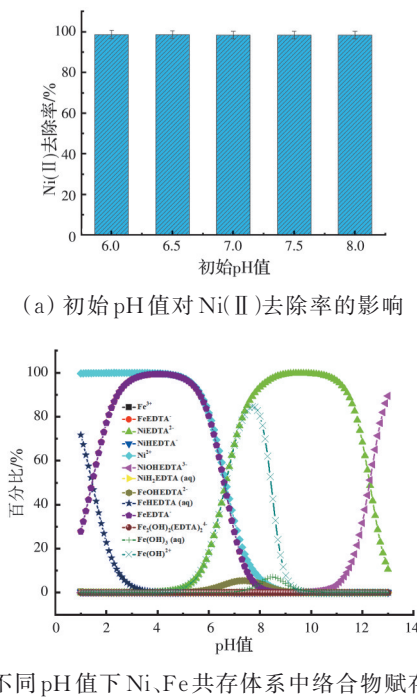 100
80
60
40
20
0
Ni(Ⅱ)去除率/%
6.0 6.5 7.0 7.5 8.0
初始pH值
(a) 初始pH值对Ni(Ⅱ)去除率的影响
100
80
60
40
20
0
百分比/%
Fe³⁺
FeEDTA⁻
NiEDTA²⁻
NiHEDTA⁻
Ni²⁺
NiOHEDTA³⁻
NiH₂EDTA (aq)
FeOHEDTA²⁻
FeHEDTA (aq)
FeEDTA⁻
Fe₂(OH)₂(EDTA)₂⁴⁻
Fe(OH)₃ (aq)
Fe(OH)²⁺
0 2 4 6 8 10 12 14
pH值
不同pH值下Ni、Fe共存体系中络合物赋存